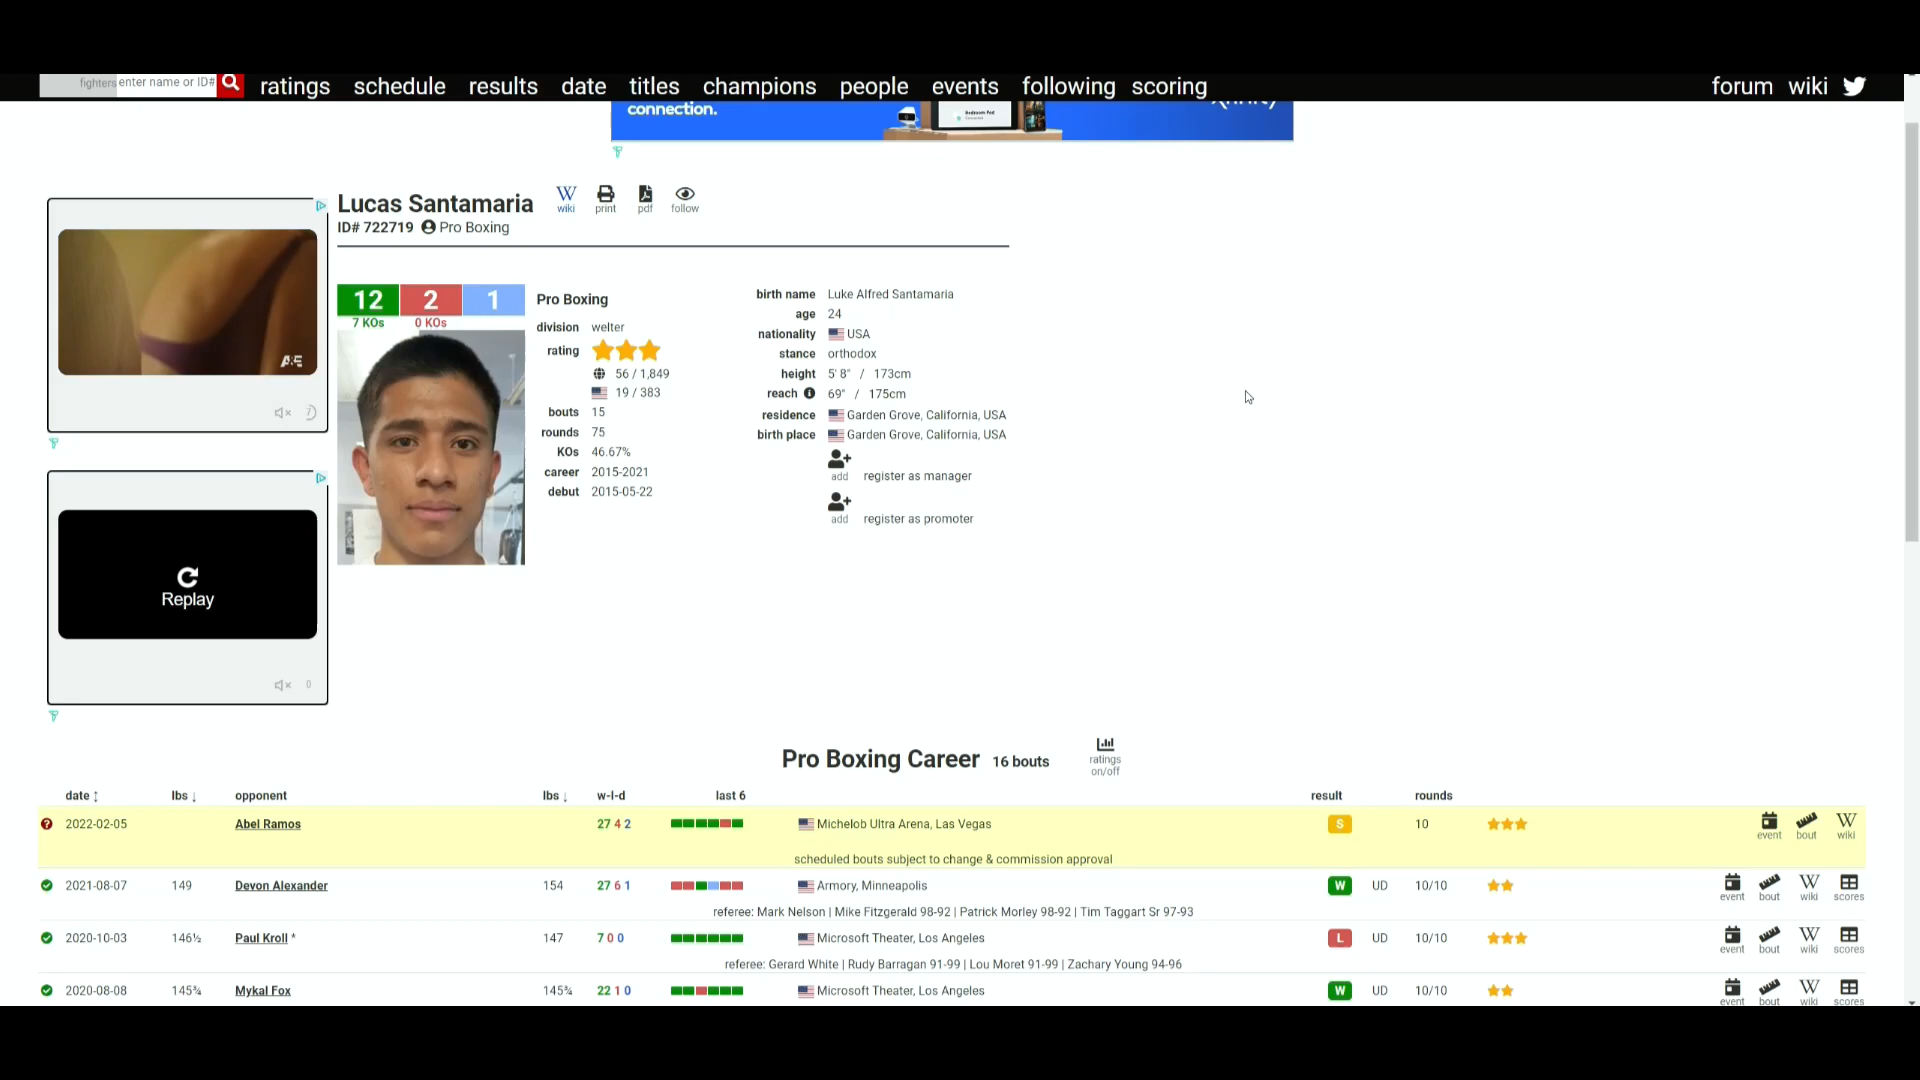 fighters enter name or ID# ratings schedule results date titles champions people events following scoring forum wiki
connection.
Lucas Santamaria
wiki print pdf follow
ID# 722719 Pro Boxing
12 2 1
7 KOs 0 KOs
Pro Boxing
division welter
rating
56 / 1,849
19 / 383
bouts 15
rounds 75
KOs 46.67%
career 2015-2021
debut 2015-05-22
birth name Luke Alfred Santamaria
age 24
nationality USA
stance orthodox
height 5' 8" / 173cm
reach 69" / 175cm
residence Garden Grove, California, USA
birth place Garden Grove, California, USA
add register as manager
add register as promoter
A&E
7
Replay
0
Pro Boxing Career 16 bouts
ratings
on/off
date lbs opponent lbs w-l-d last 6 result rounds
2022-02-05 Abel Ramos 27 4 2 Michelob Ultra Arena, Las Vegas S 10 event bout wiki
scheduled bouts subject to change & commission approval
2021-08-07 149 Devon Alexander 154 27 6 1 Armory, Minneapolis W UD 10/10 event bout wiki scores
referee: Mark Nelson | Mike Fitzgerald 98-92 | Patrick Morley 98-92 | Tim Taggart Sr 97-93
2020-10-03 146½ Paul Kroll * 147 7 0 0 Microsoft Theater, Los Angeles L UD 10/10 event bout wiki scores
referee: Gerard White | Rudy Barragan 91-99 | Lou Moret 91-99 | Zachary Young 94-96
2020-08-08 145¾ Mykal Fox 145¾ 22 1 0 Microsoft Theater, Los Angeles W UD 10/10 event bout wiki scores